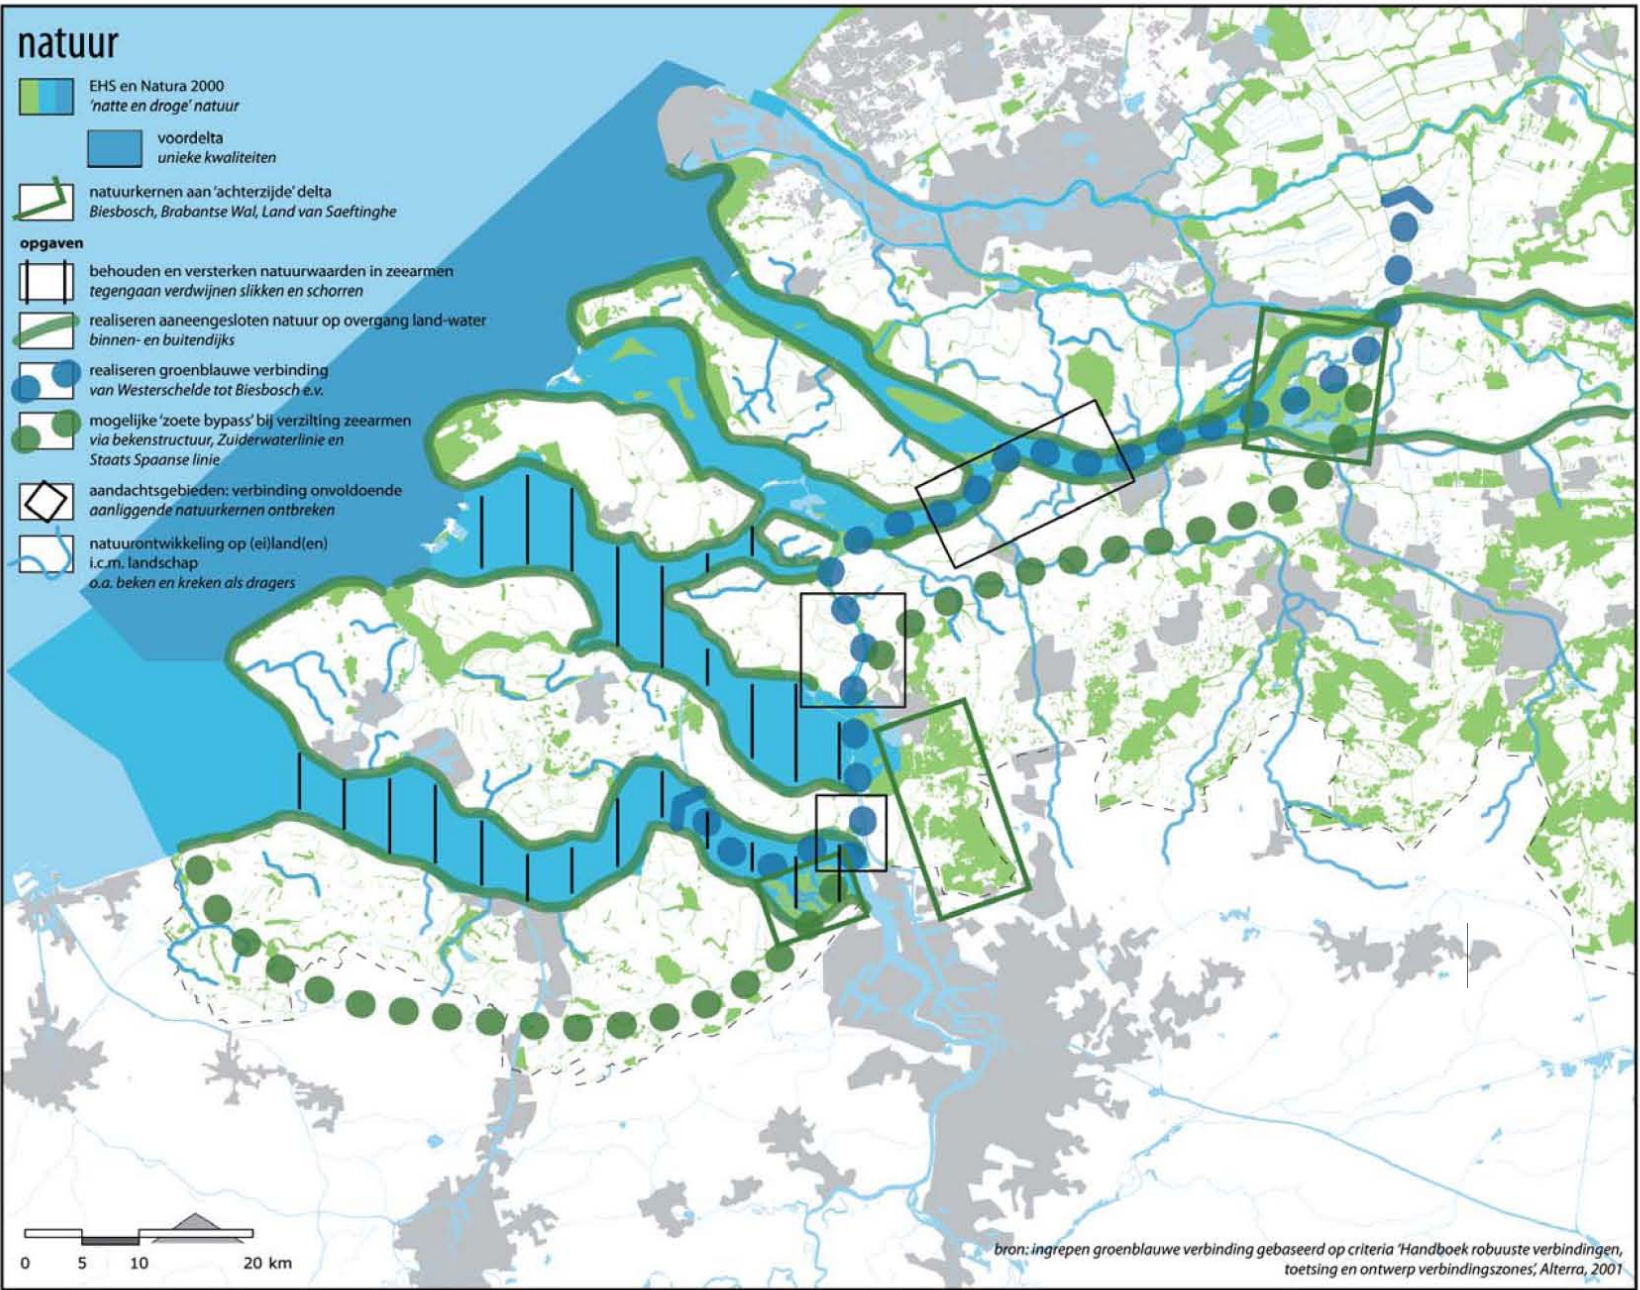 natuur
EHS en Natura 2000
'natte en droge' natuur
voordelta
unieke kwaliteiten
natuurkernen aan 'achterzijde' delta
Biesbosch, Brabantse Wal, Land van Saeftinghe
opgaven
behouden en versterken natuurwaarden in zeearmen
tegengaan verdwijnen slikken en schorren
realiseren aaneengesloten natuur op overgang land-water
binnen- en buitendijks
realiseren groenblauwe verbinding
van Westerschelde tot Biesbosch e.v.
mogelijke 'zoete bypass' bij verzilting zeearmen
via bekenstructuur, Zuiderwaterlinie en
Staats Spaanse linie
aandachtsgebieden: verbinding onvoldoende
aanliggende natuurkernen ontbreken
natuurontwikkeling op (ei)land(en)
i.c.m. landschap
o.a. beken en kreken als dragers
0 5 10 20 km
bron: ingrepen groenblauwe verbinding gebaseerd op criteria 'Handboek robuuste verbindingen,
toetsing en ontwerp verbindingszones', Alterra, 2001